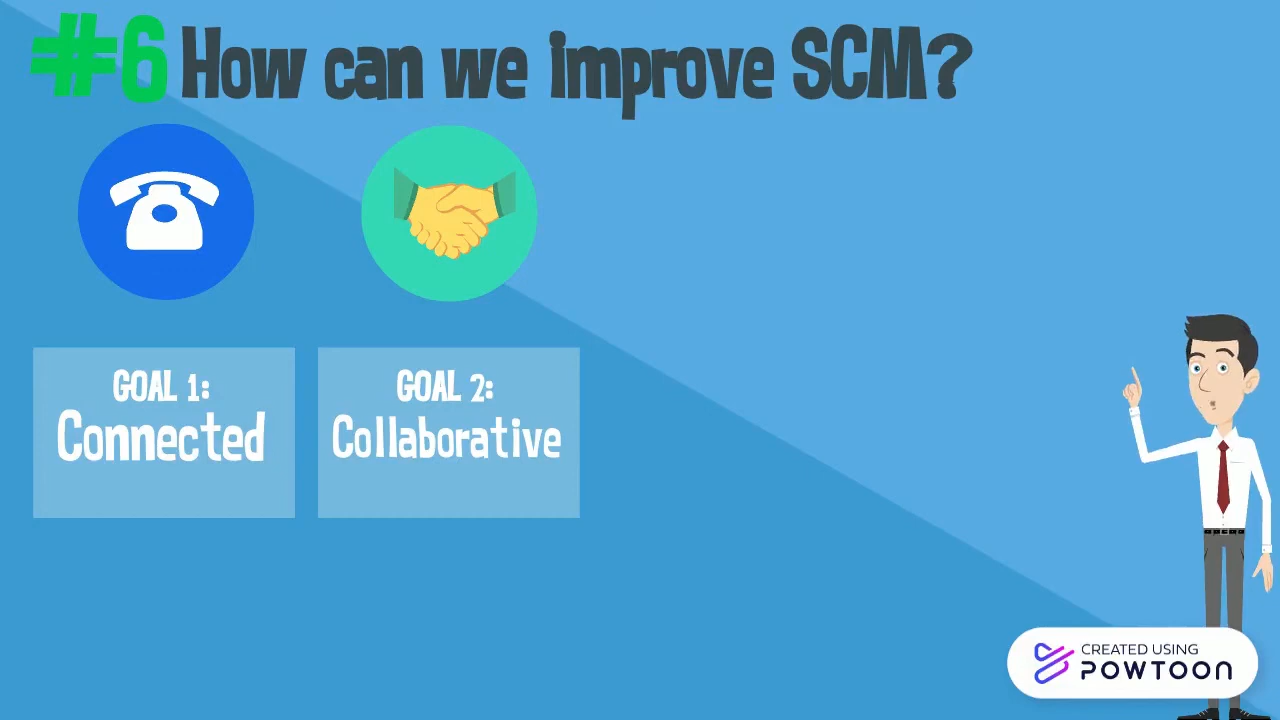 #6 How can we improve SCM?
GOAL 1:
Connected
GOAL 2:
Collaborative
CREATED USING
POWTOON